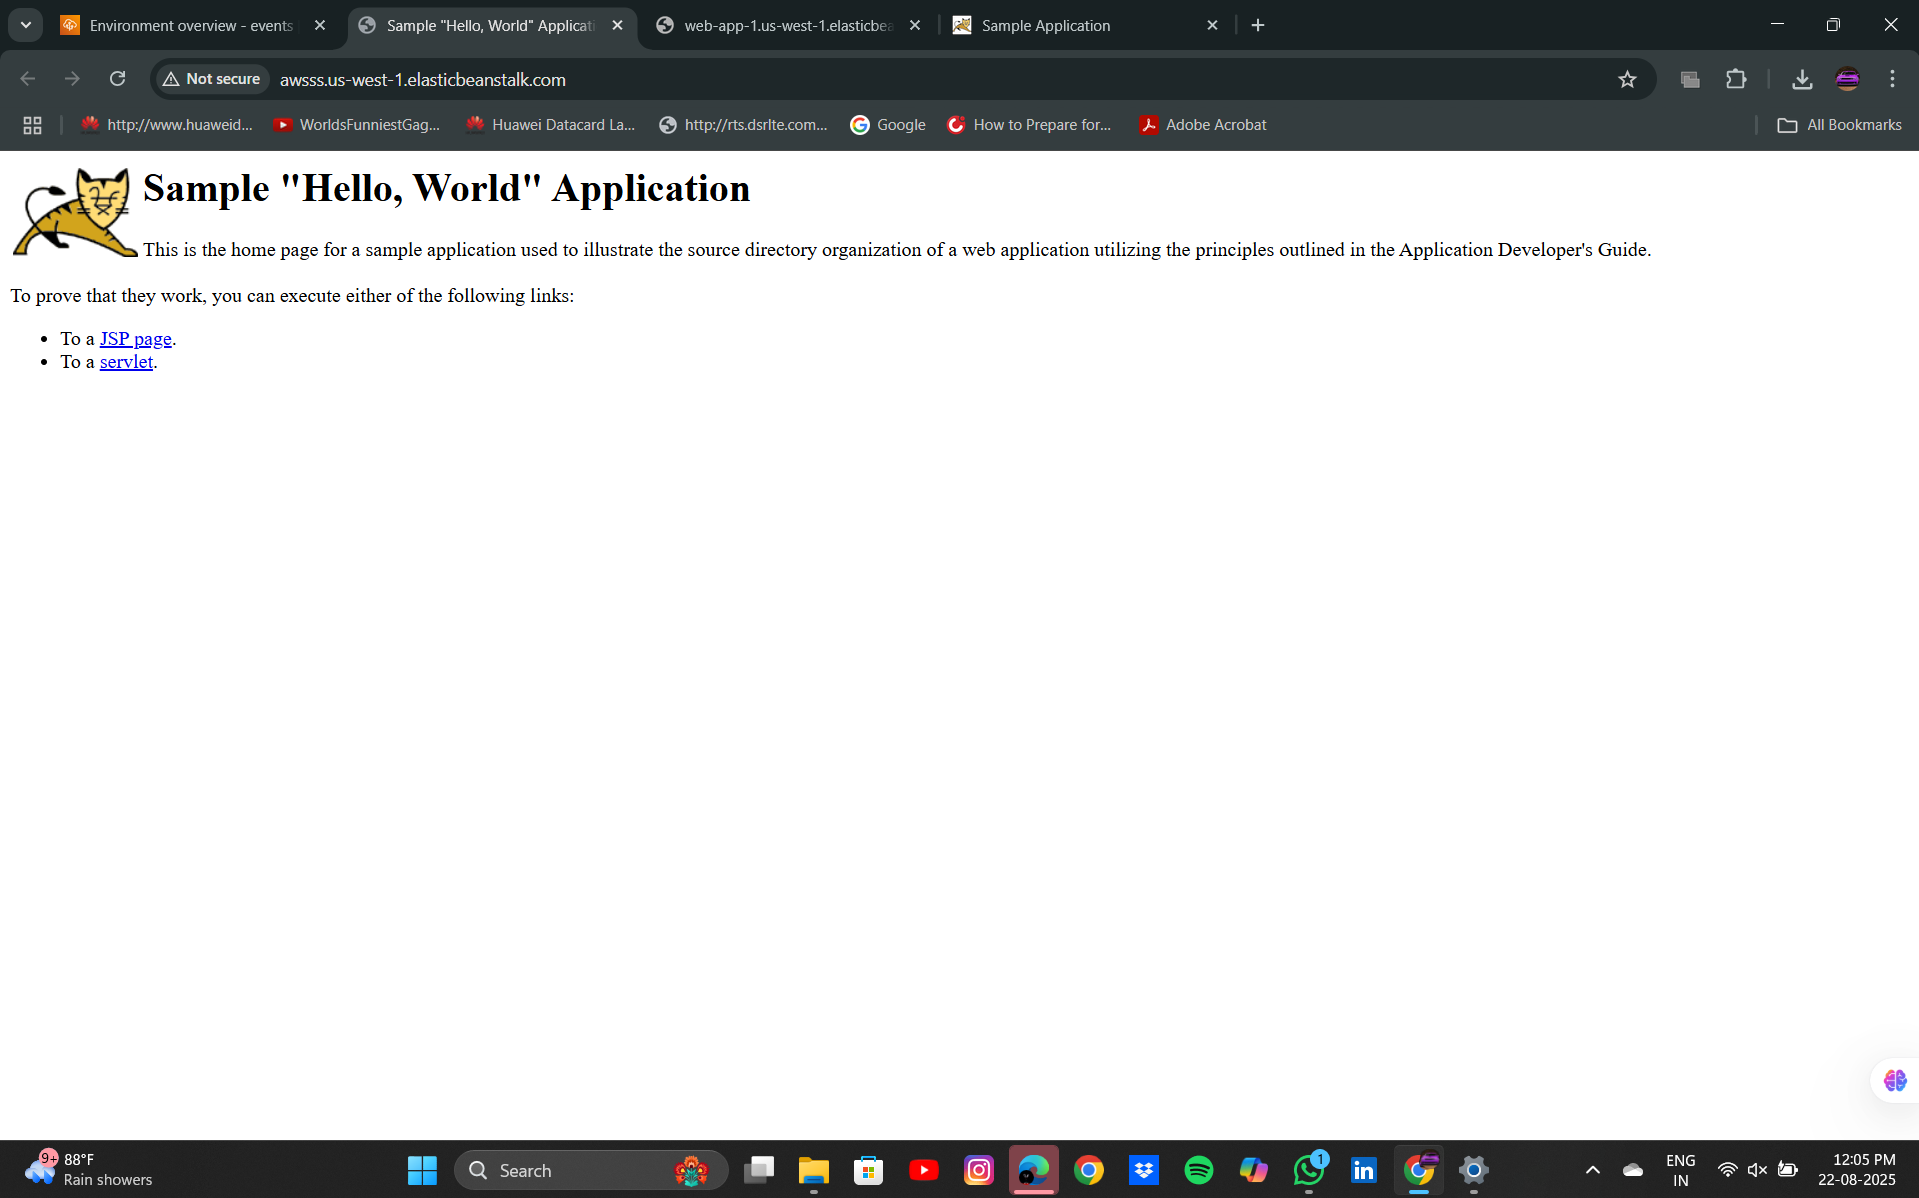 Environment overview - events
Sample "Hello, World" Applicati
web-app-1.us-west-1.elasticbea
Sample Application
Not secure
awsss.us-west-1.elasticbeanstalk.com
http://www.huaweid...
WorldsFunniestGag...
Huawei Datacard La...
http://rts.dsrlte.com...
Google
How to Prepare for...
Adobe Acrobat
All Bookmarks
Sample "Hello, World" Application
This is the home page for a sample application used to illustrate the source directory organization of a web application utilizing the principles outlined in the Application Developer's Guide.
To prove that they work, you can execute either of the following links:
• To a JSP page.
• To a servlet.
9+
88°F
Rain showers
Search
1
in
ENG
IN
12:05 PM
22-08-2025